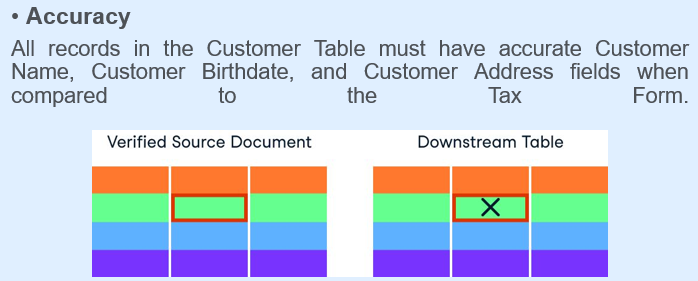 • Accuracy
All records in the Customer Table must have accurate Customer
Name, Customer Birthdate, and Customer Address fields when
compared to the Tax Form.
Verified Source Document
Downstream Table